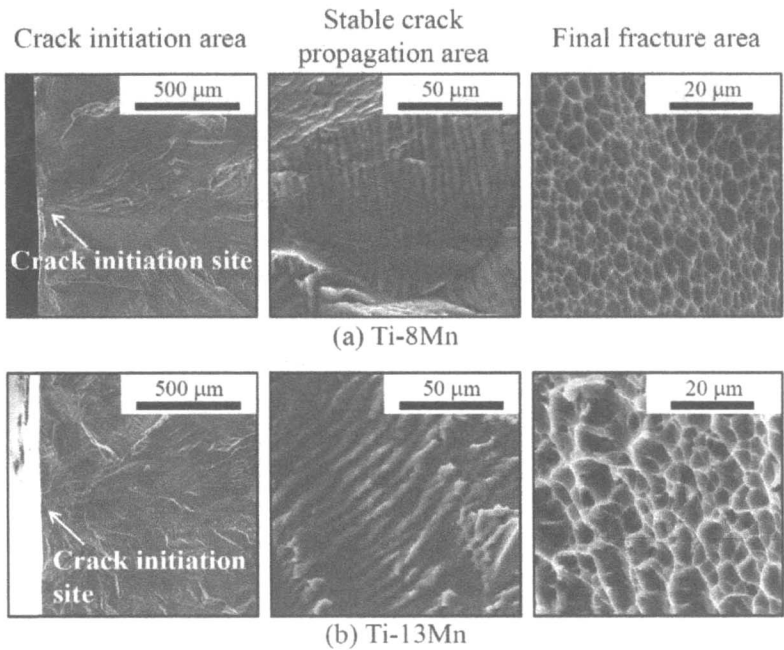 Crack initiation area
Stable crack
propagation area
Final fracture area
500 μm
50 μm
20 μm
Crack initiation site
(a) Ti-8Mn
500 μm
50 μm
20 μm
Crack initiation
site
(b) Ti-13Mn